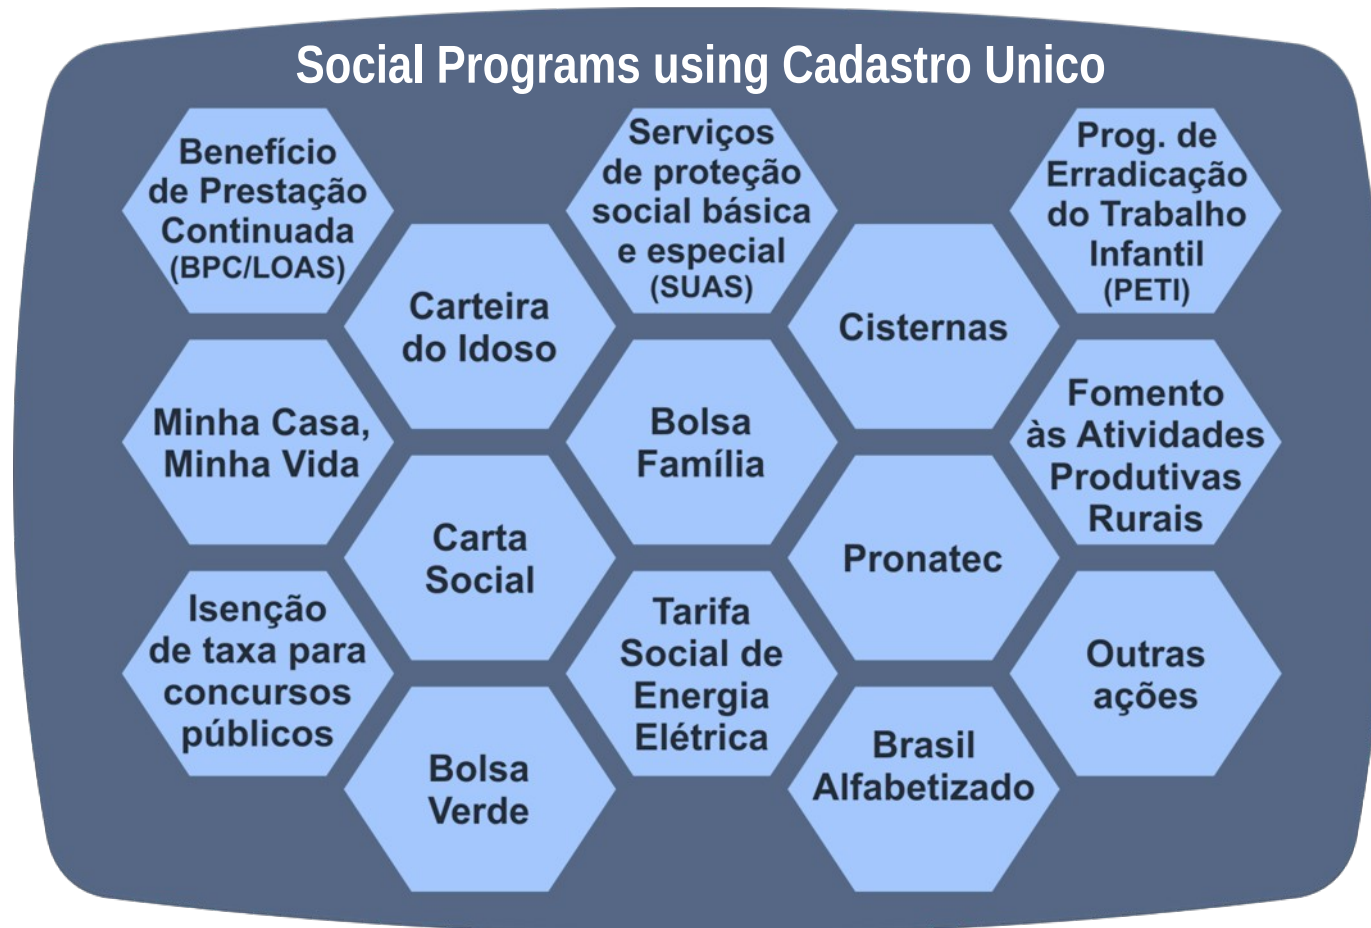 Social Programs using Cadastro Unico
Benefício
de Prestação
Continuada
(BPC/LOAS)
Serviços
de proteção
social básica
e especial
(SUAS)
Prog. de
Erradicação
do Trabalho
Infantil
(PETI)
Carteira
do Idoso
Cisternas
Minha Casa,
Minha Vida
Bolsa
Família
Fomento
às Atividades
Produtivas
Rurais
Carta
Social
Pronatec
Isenção
de taxa para
concursos
públicos
Tarifa
Social de
Energia
Elétrica
Outras
ações
Bolsa
Verde
Brasil
Alfabetizado